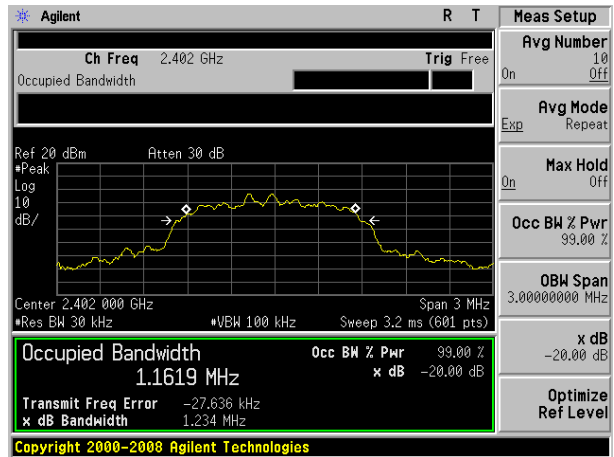 Agilent R T
Ch Freq 2.402 GHz Trig Free
Occupied Bandwidth
Ref 20 dBm Atten 30 dB
#Peak
Log
10
dB/
Center 2.402 000 GHz Span 3 MHz
#Res BW 30 kHz #VBW 100 kHz Sweep 3.2 ms (601 pts)
Occupied Bandwidth Occ BW % Pwr 99.00 %
1.1619 MHz x dB -20.00 dB
Transmit Freq Error -27.636 kHz
x dB Bandwidth 1.234 MHz
Copyright 2000-2008 Agilent Technologies
Meas Setup
Avg Number
10
On Off
Avg Mode
Exp Repeat
Max Hold
On Off
Occ BW % Pwr
99.00 %
OBW Span
3.00000000 MHz
x dB
-20.00 dB
Optimize
Ref Level